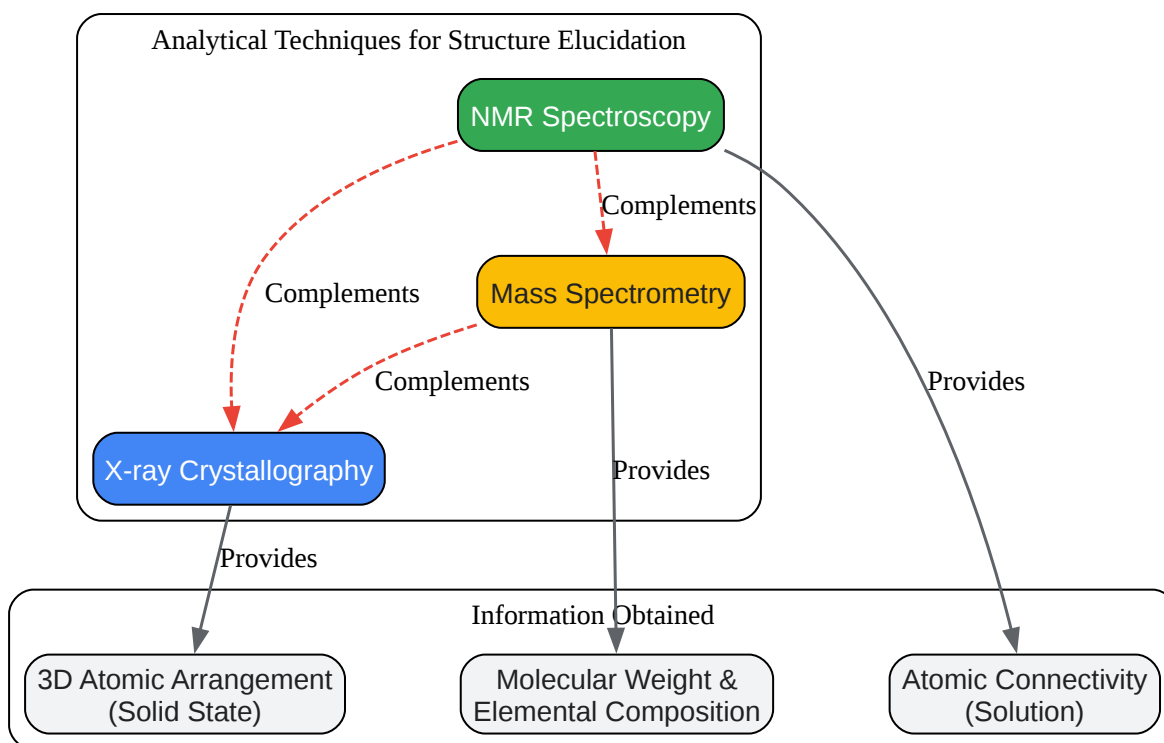 Analytical Techniques for Structure Elucidation
NMR Spectroscopy
Complements
Mass Spectrometry
Complements
Complements
Provides
X-ray Crystallography
Provides
Provides
Information Obtained
3D Atomic Arrangement
(Solid State)
Molecular Weight &
Elemental Composition
Atomic Connectivity
(Solution)